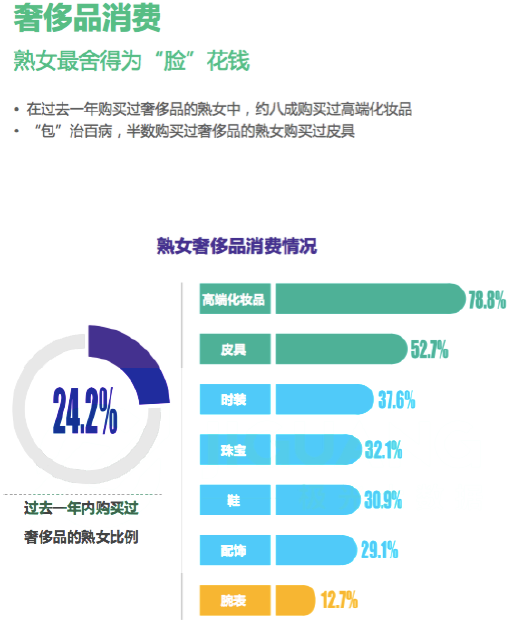 奢侈品消费
熟女最舍得为“脸”花钱
• 在过去一年购买过奢侈品的熟女中，约八成购买过高端化妆品
• “包”治百病，半数购买过奢侈品的熟女购买过皮具
熟女奢侈品消费情况
高端化妆品 78.8%
皮具 52.7%
时装 37.6%
珠宝 32.1%
鞋 30.9%
配饰 29.1%
腕表 12.7%
24.2%
过去一年内购买过
奢侈品的熟女比例